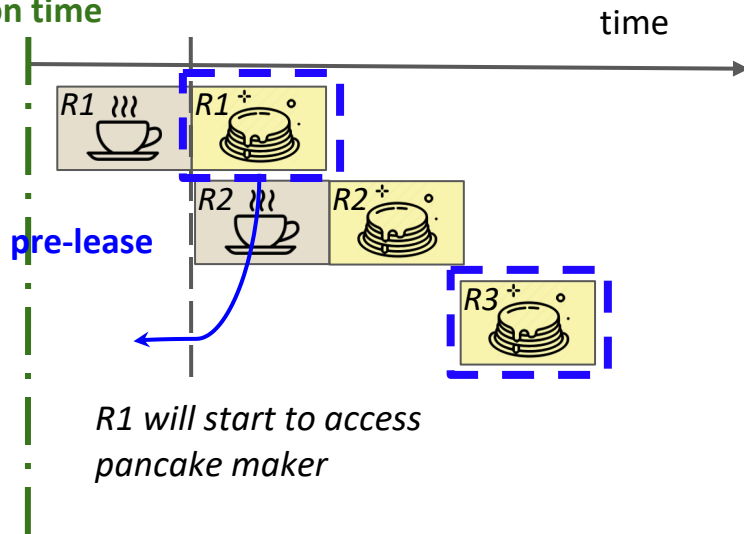 on time
time
R1
R1
R2
R2
pre-lease
R3
R1 will start to access
pancake maker